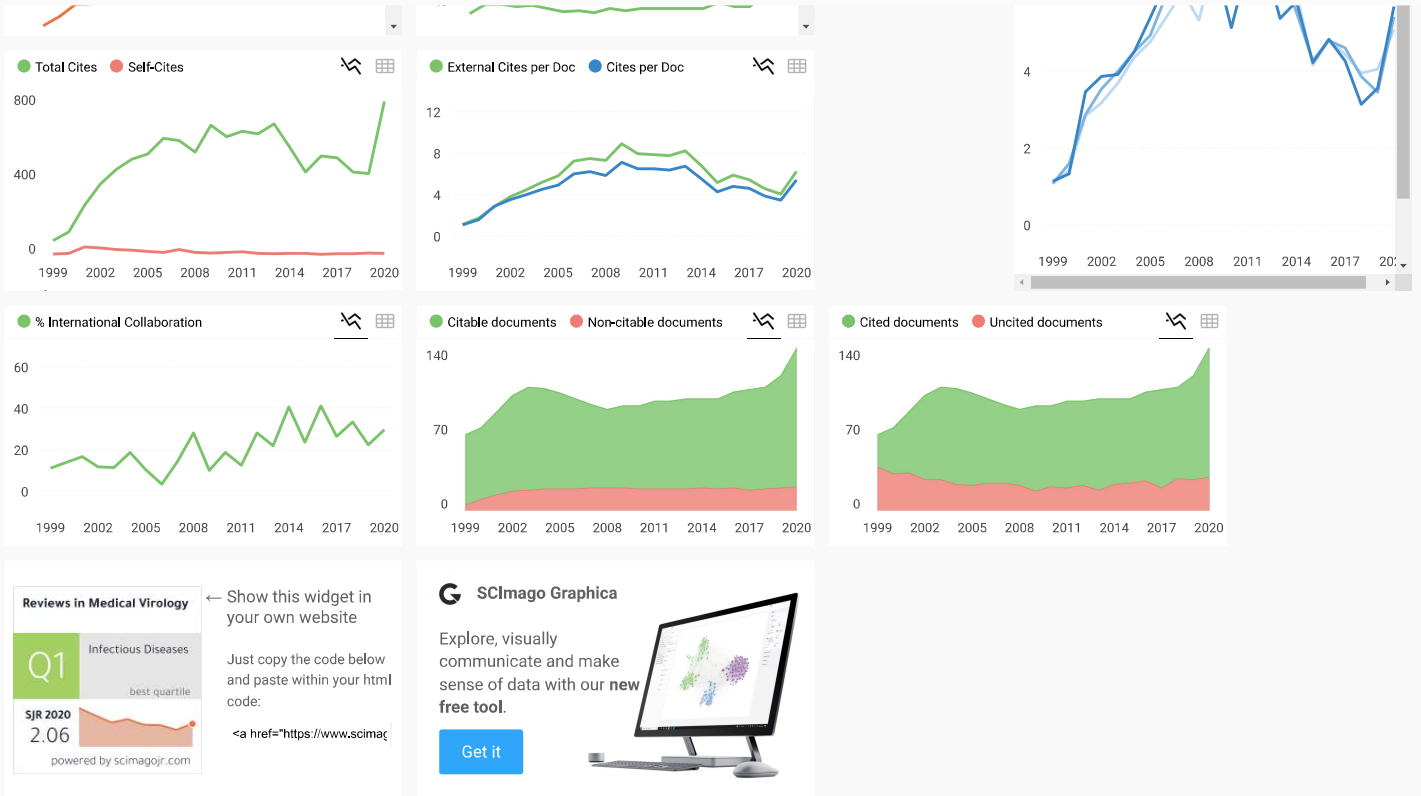 Total Cites Self-Cites
800
400
0
1999 2002 2005 2008 2011 2014 2017 2020
External Cites per Doc Cites per Doc
12
8
4
0
1999 2002 2005 2008 2011 2014 2017 2020
4
2
0
1999 2002 2005 2008 2011 2014 2017
% International Collaboration
60
40
20
0
1999 2002 2005 2008 2011 2014 2017 2020
Citable documents Non-citable documents
140
70
0
1999 2002 2005 2008 2011 2014 2017 2020
Cited documents Uncited documents
140
70
0
1999 2002 2005 2008 2011 2014 2017 2020
Reviews in Medical Virology
Q1
Infectious Diseases
best quartile
SJR 2020
2.06
powered by scimagojr.com
← Show this widget in
your own website
Just copy the code below
and paste within your html
code:
<a href="https://www.scimag
SCImago Graphica
Explore, visually
communicate and make
sense of data with our new
free tool.
Get it